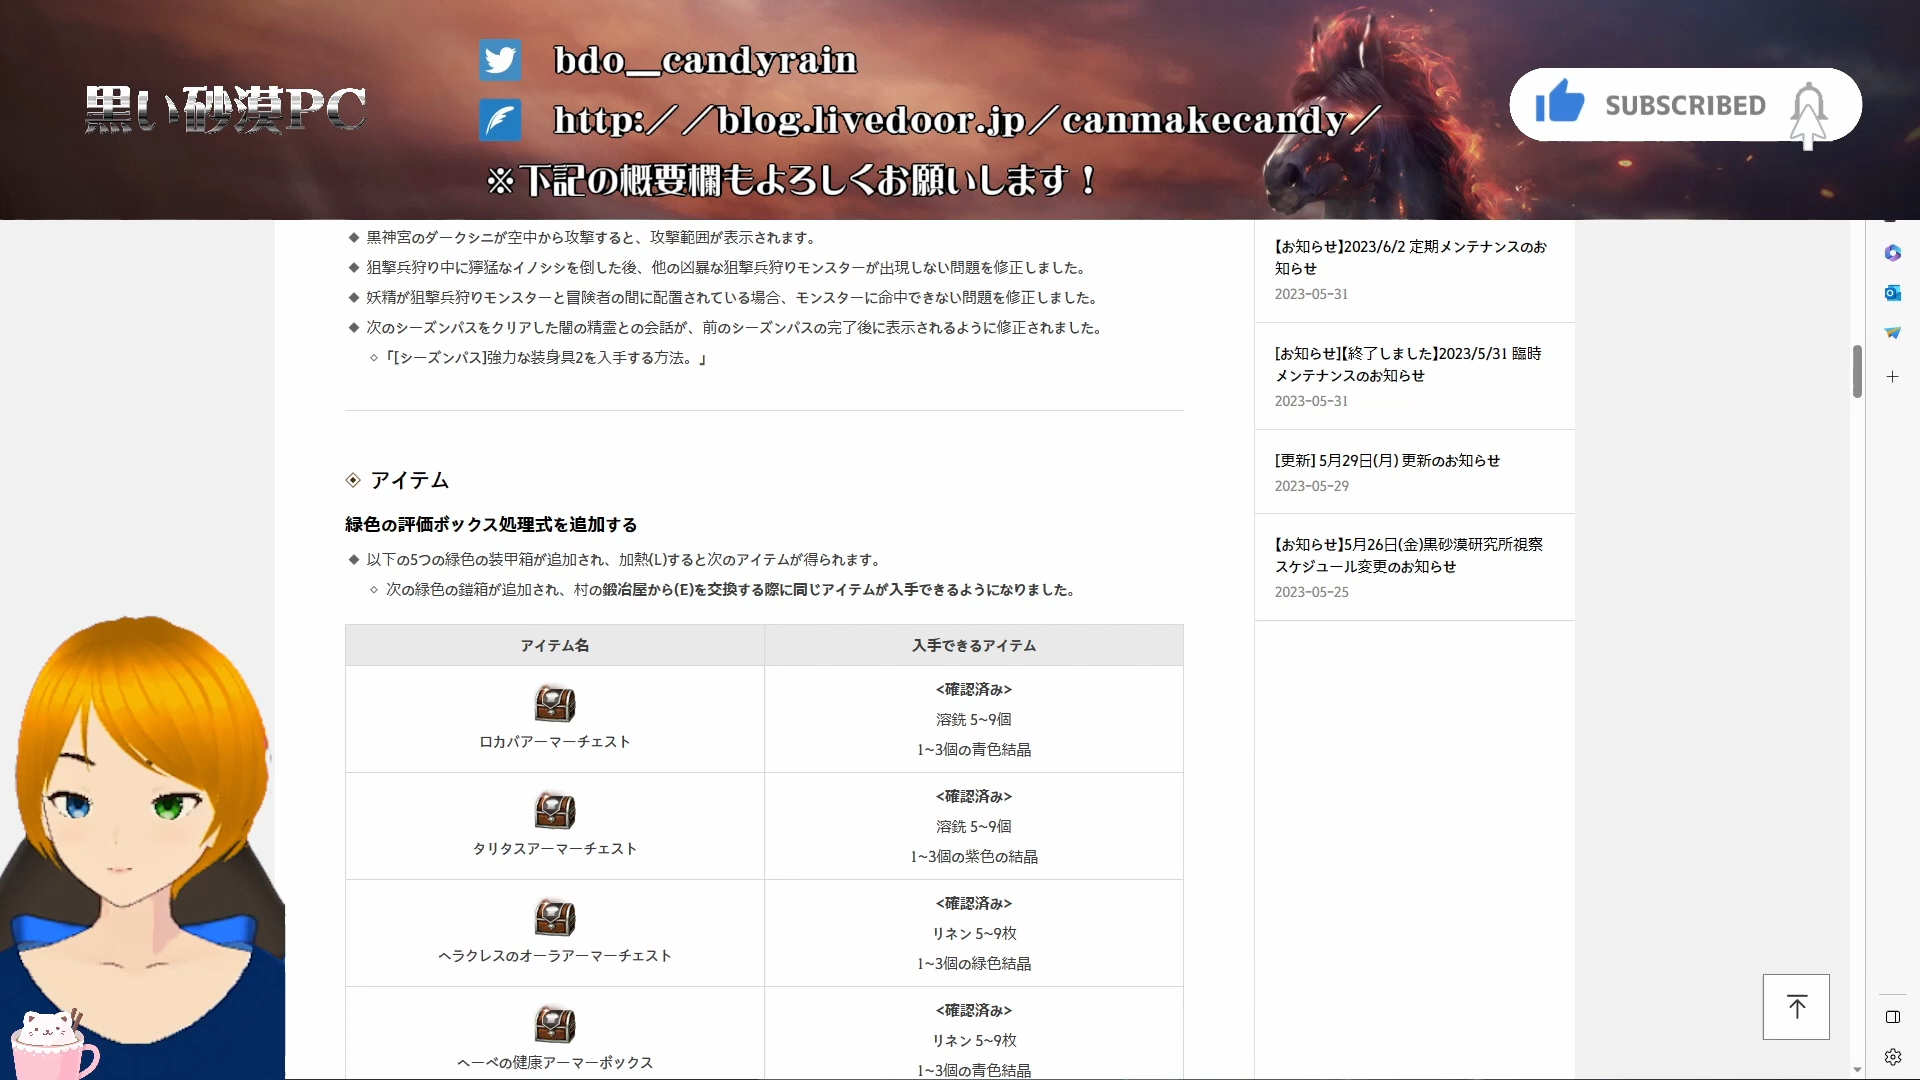 黒い砂漠PC
bdo__candyrain
http://blog.livedoor.jp/canmakecandy/
※下記の概要欄もよろしくお願いします！
SUBSCRIBED
◆ 黒神宮のダークシニが空中から攻撃すると、攻撃範囲が表示されます。
◆ 狙撃兵狩り中に獰猛なイノシシを倒した後、他の凶暴な狙撃兵狩りモンスターが出現しない問題を修正しました。
◆ 妖精が狙撃兵狩りモンスターと冒険者の間に配置されている場合、モンスターに命中できない問題を修正しました。
◆ 次のシーズンパスをクリアした闇の精霊との会話が、前のシーズンパスの完了後に表示されるように修正されました。
◇「[シーズンパス]強力な装身具2を入手する方法。」
アイテム
緑色の評価ボックス処理式を追加する
◆ 以下の5つの緑色の装甲箱が追加され、加熱(L)すると次のアイテムが得られます。
◇ 次の緑色の鎧箱が追加され、村の鍛冶屋から(E)を交換する際に同じアイテムが入手できるようになりました。
アイテム名
入手できるアイテム
ロカバアーマーチェスト
<確認済み>
溶銑 5~9個
1~3個の青色結晶
タリタスアーマーチェスト
<確認済み>
溶銑 5~9個
1~3個の紫色の結晶
ヘラクレスのオーラアーマーチェスト
<確認済み>
リネン 5~9枚
1~3個の緑色結晶
ヘーベの健康アーマーボックス
<確認済み>
リネン 5~9枚
1~3個の青色結晶
【お知らせ】2023/6/2 定期メンテナンスのお
知らせ
2023-05-31
[お知らせ]【終了しました】2023/5/31 臨時
メンテナンスのお知らせ
2023-05-31
[更新] 5月29日(月) 更新のお知らせ
2023-05-29
【お知らせ】5月26日(金)黒砂漠研究所視察
スケジュール変更のお知らせ
2023-05-25